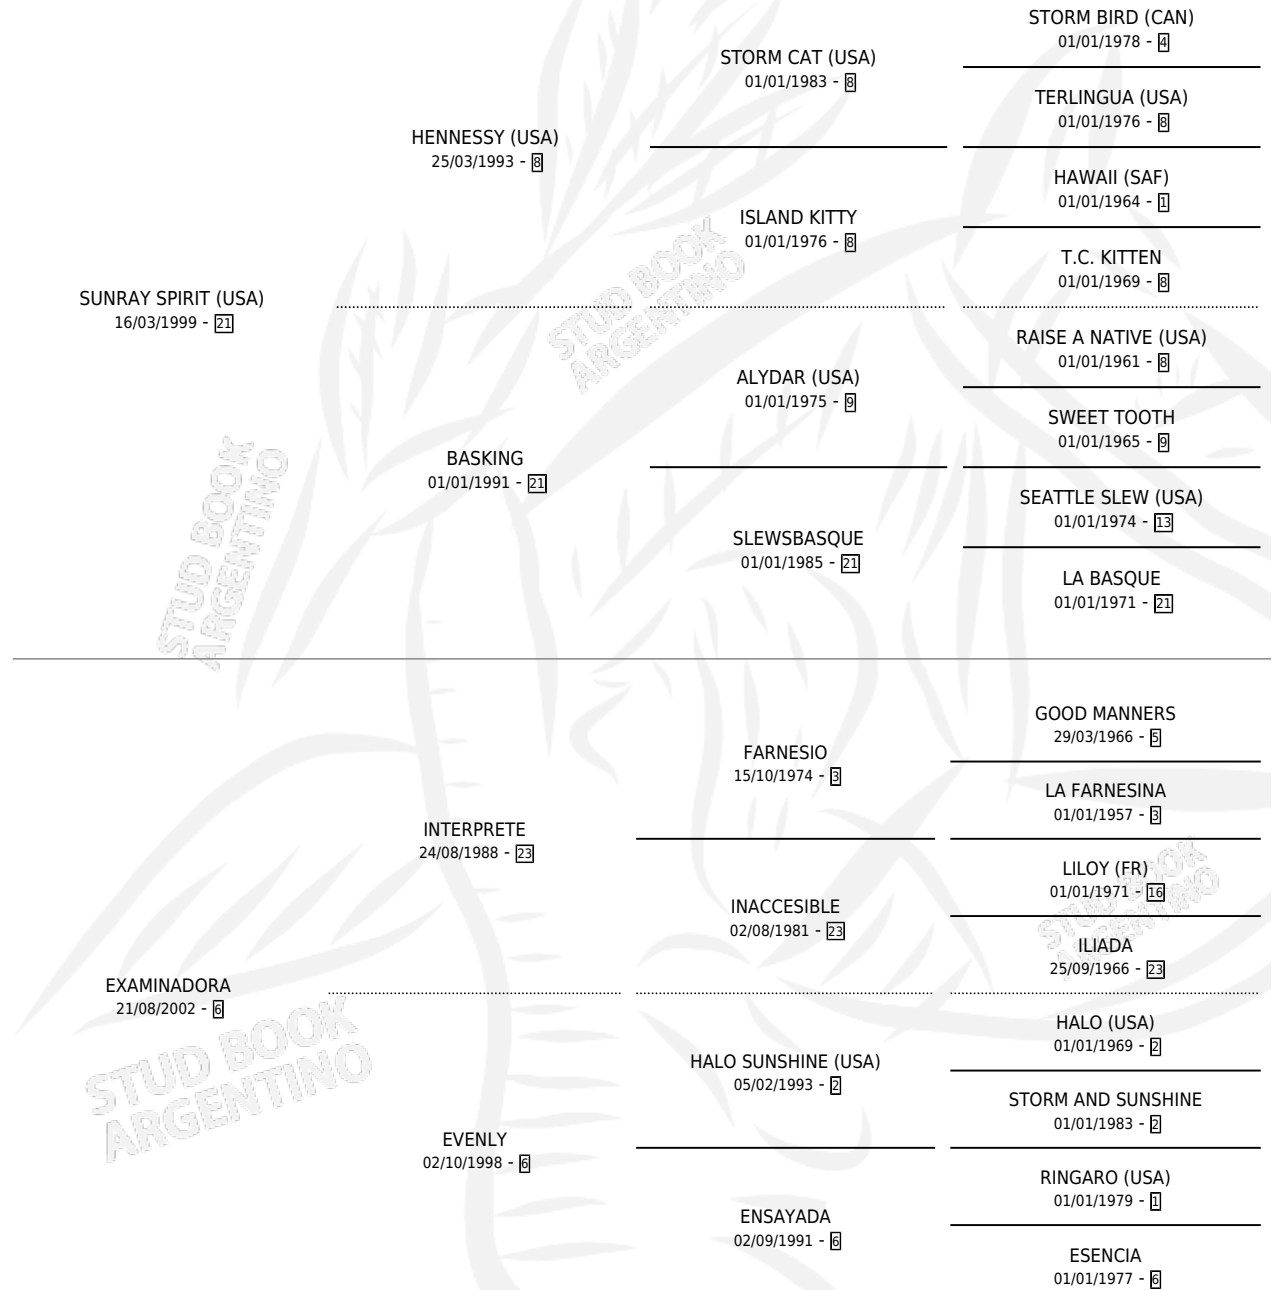 STORM BIRD (CAN)
01/01/1978 - 4
STORM CAT (USA)
01/01/1983 - 8
TERLINGUA (USA)
01/01/1976 - 8
HENNESSY (USA)
25/03/1993 - 8
HAWAII (SAF)
01/01/1964 - 1
ISLAND KITTY
01/01/1976 - 8
T.C. KITTEN
01/01/1969 - 8
SUNRAY SPIRIT (USA)
16/03/1999 - 21
RAISE A NATIVE (USA)
01/01/1961 - 8
ALYDAR (USA)
01/01/1975 - 9
SWEET TOOTH
01/01/1965 - 9
BASKING
01/01/1991 - 21
SEATTLE SLEW (USA)
01/01/1974 - 13
SLEWSBASQUE
01/01/1985 - 21
LA BASQUE
01/01/1971 - 21
GOOD MANNERS
29/03/1966 - 5
FARNESIO
15/10/1974 - 3
LA FARNESINA
01/01/1957 - 3
INTERPRETE
24/08/1988 - 23
LILOY (FR)
01/01/1971 - 16
INACCESIBLE
02/08/1981 - 23
ILIADA
25/09/1966 - 23
EXAMINADORA
21/08/2002 - 6
HALO (USA)
01/01/1969 - 2
HALO SUNSHINE (USA)
05/02/1993 - 2
STORM AND SUNSHINE
01/01/1983 - 2
EVENLY
02/10/1998 - 6
RINGARO (USA)
01/01/1979 - 1
ENSAYADA
02/09/1991 - 6
ESENCIA
01/01/1977 - 6
STUD BOOK
ARGENTINO
STUD BOOK
ARGENTINO
STUD BOOK
ARGENTINO
STUD BOOK
ARGENTINO